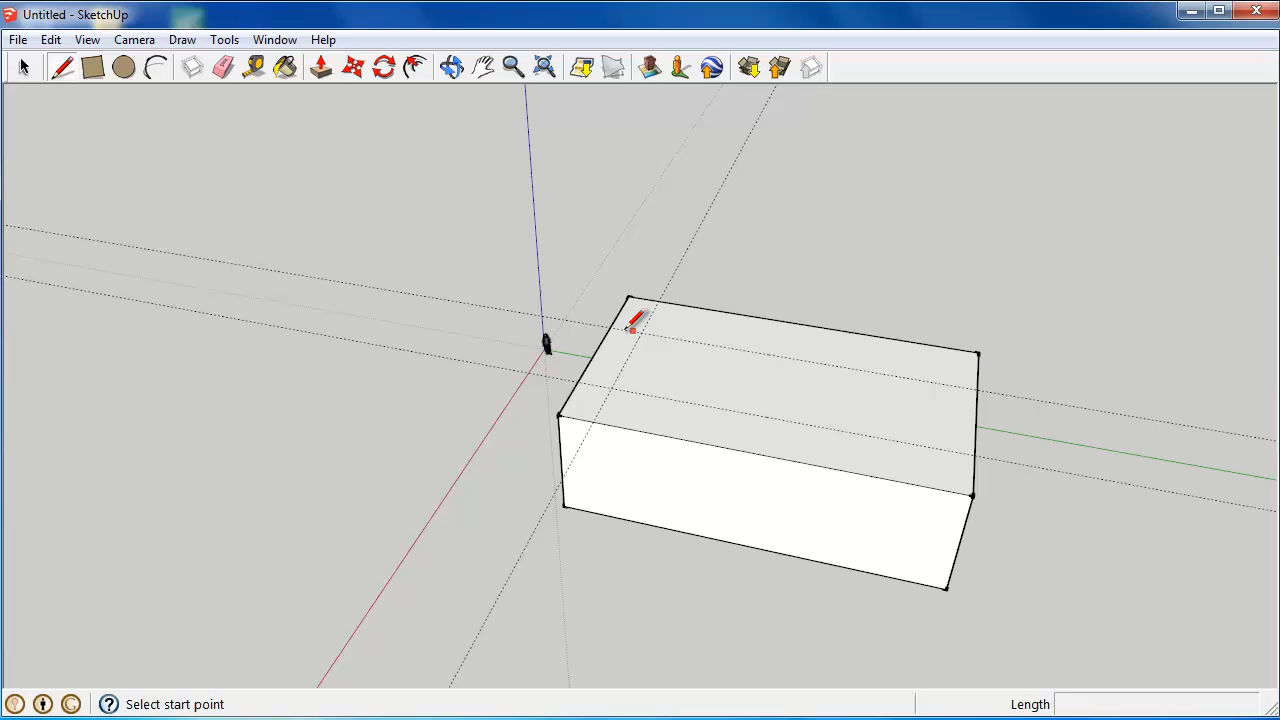 Untitled - SketchUp
File Edit View Camera Draw Tools Window Help
Select start point
Length